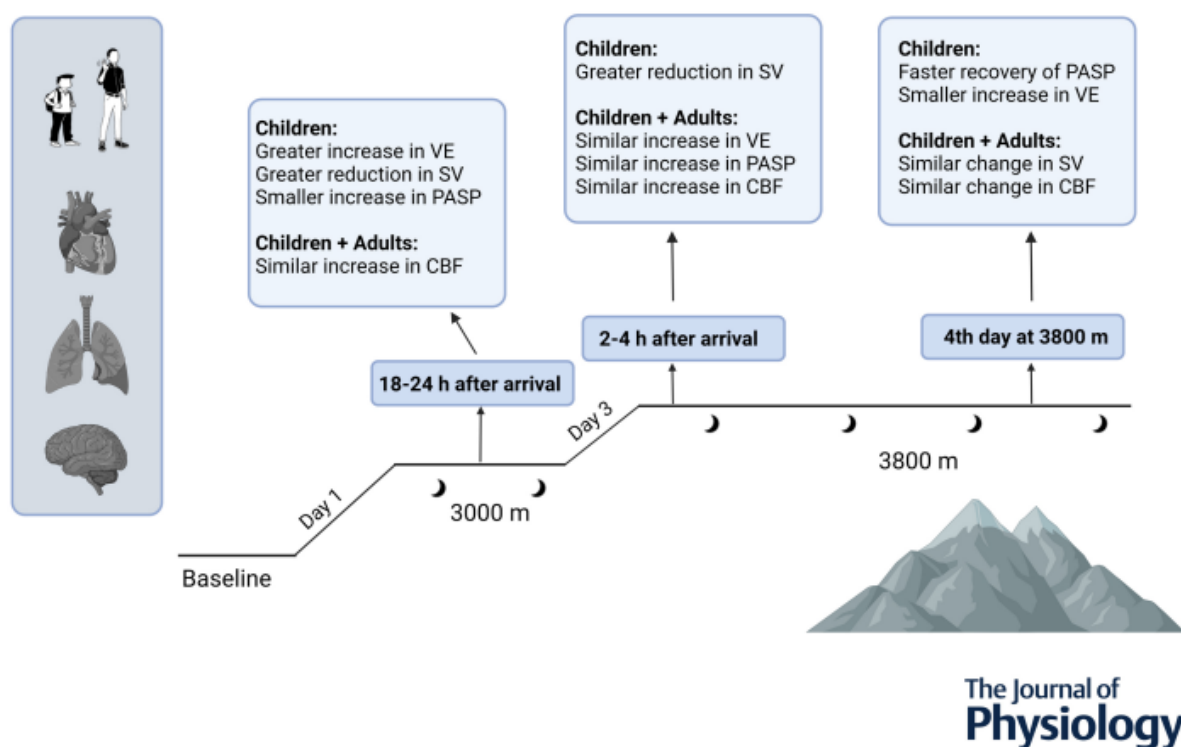 Children:
Greater increase in VE
Greater reduction in SV
Smaller increase in PASP
Children + Adults:
Similar increase in CBF
Children:
Greater reduction in SV
Children + Adults:
Similar increase in VE
Similar increase in PASP
Similar increase in CBF
Children:
Faster recovery of PASP
Smaller increase in VE
Children + Adults:
Similar change in SV
Similar change in CBF
18-24 h after arrival
2-4 h after arrival
4th day at 3800 m
Baseline
Day 1
3000 m
Day 3
3800 m
The Journal of
Physiology